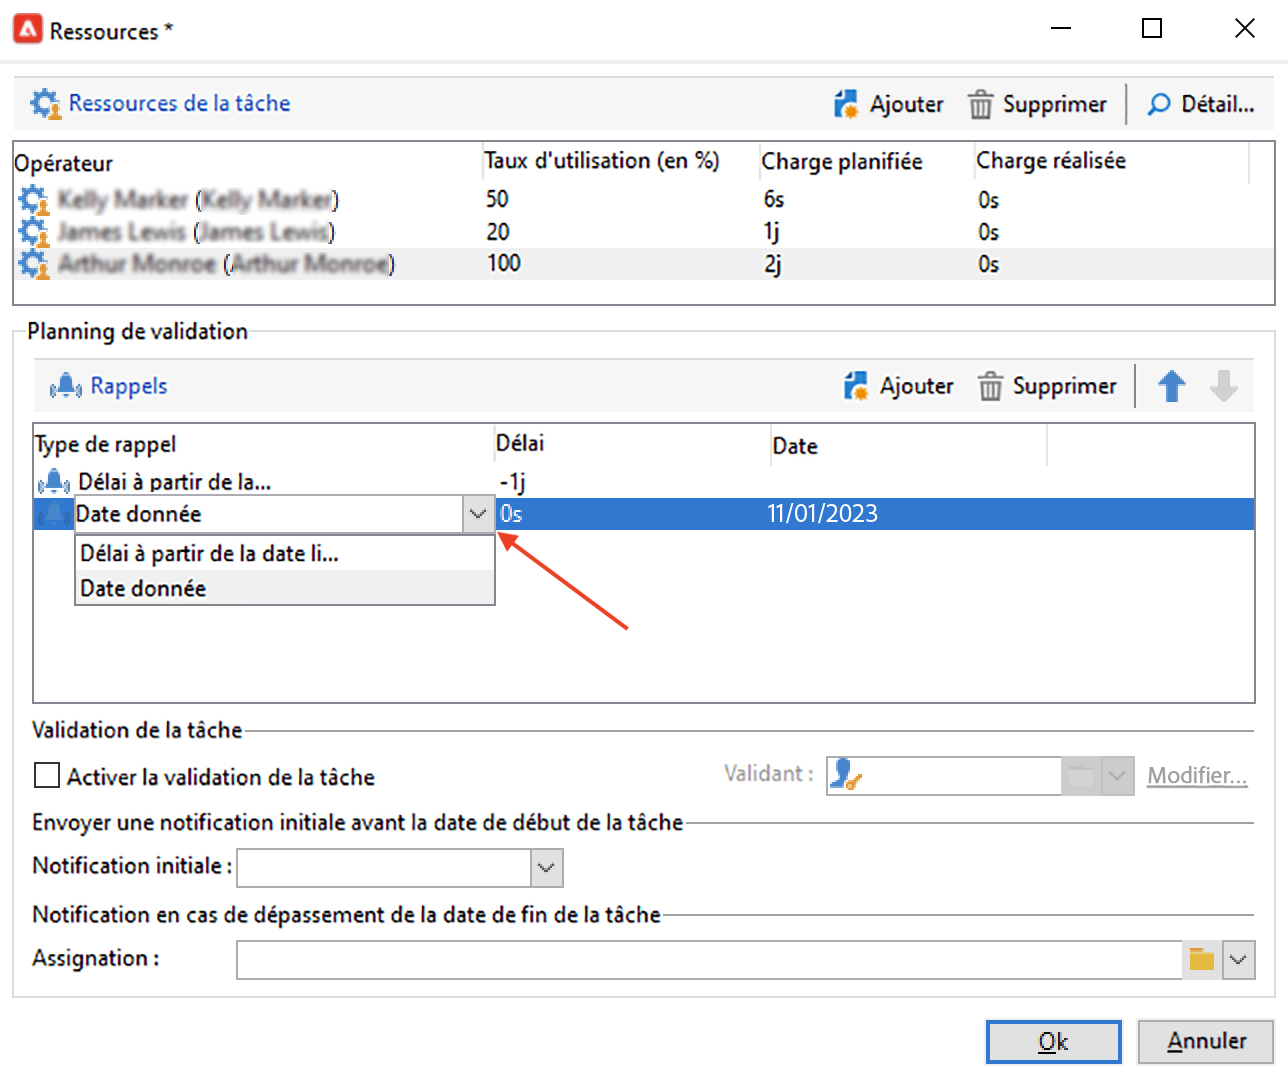 Ressources *
Ressources de la tâche
Ajouter
Supprimer
Détail...
Opérateur
Taux d'utilisation (en %)
Charge planifiée
Charge réalisée
Kelly Marker (Kelly Marker)
50
6s
0s
James Lewis (James Lewis)
20
1j
0s
Arthur Monroe (Arthur Monroe)
100
2j
0s
Planning de validation
Rappels
Ajouter
Supprimer
Type de rappel
Délai
Date
Délai à partir de la...
-1j
Date donnée
0s
11/01/2023
Délai à partir de la date li...
Date donnée
Validation de la tâche
Activer la validation de la tâche
Validant :
Modifier...
Envoyer une notification initiale avant la date de début de la tâche
Notification initiale :
Notification en cas de dépassement de la date de fin de la tâche
Assignation :
Ok
Annuler